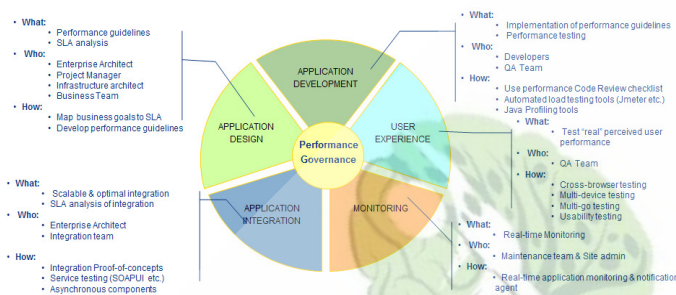 What:
Performance guidelines
SLA analysis
Who:
Enterprise Architect
Project Manager
Infrastructure architect
Business Team
How:
Map business goals to SLA
Develop performance guidelines
What:
Implementation of performance guidelines
Performance testing
Who:
Developers
QA Team
How:
Use performance Code Review checklist
Automated load testing tools (Jmeter etc.)
Java Profiling tools
APPLICATION
DEVELOPMENT
APPLICATION
DESIGN
USER
EXPERIENCE
Performance
Governance
APPLICATION
INTEGRATION
MONITORING
What:
Test ‘real’ perceived user
performance
Who:
QA Team
How:
Cross-browser testing
Multi-device testing
Multi-go testing
Usability testing
What:
Scalable & optimal integration
SLA analysis of integration
Who:
Enterprise Architect
Integration team
How:
Integration Proof-of-concepts
Service testing (SOAPUI etc.)
Asynchronous components
What:
Real-time Monitoring
Who:
Maintenance team & Site admin
How:
Real-time application monitoring & notification
agent